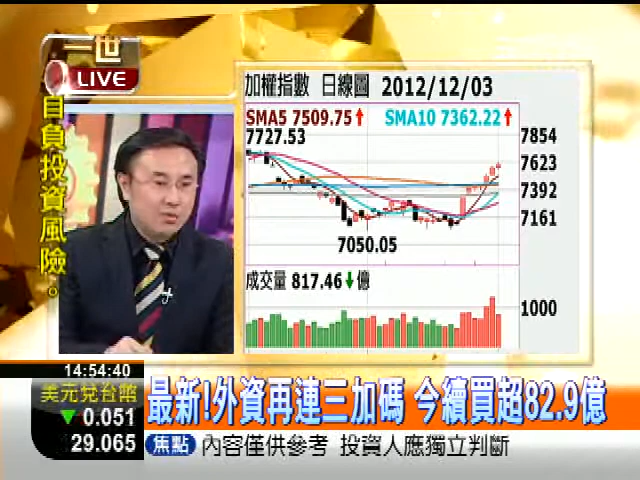 一世
LIVE
自負投資風險。
加權指數 日線圖 2012/12/03
SMA5 7509.75↑ SMA10 7362.22↑
7727.53
7854
7623
7392
7161
7050.05
成交量 817.46↓億
1000
14:54:40
美元兌台幣
▼0.051
29.065
最新!外資再連三加碼 今續買超82.9億
焦點 內容僅供參考 投資人應獨立判斷